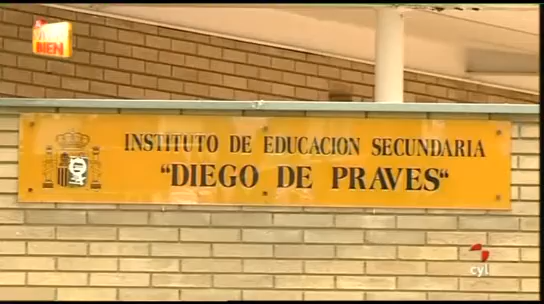 INSTITUTO DE EDUCACION SECUNDARIA
"DIEGO DE PRAVES"
cyl